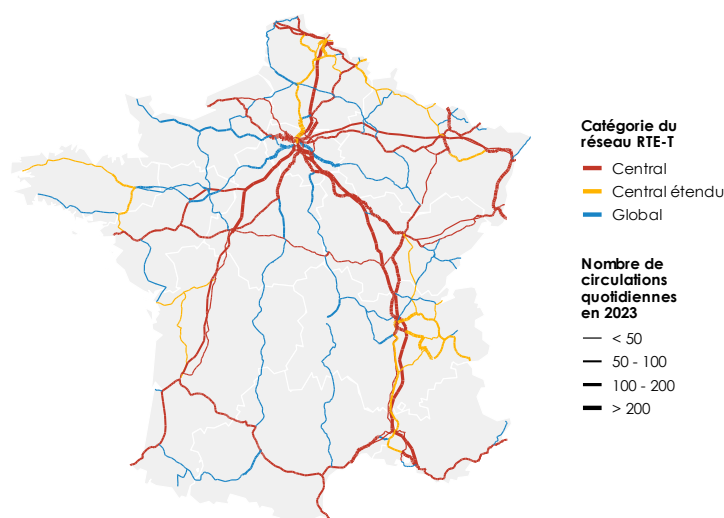 Catégorie du
réseau RTE-T
Central
Central étendu
Global
Nombre de
circulations
quotidiennes
en 2023
< 50
50 - 100
100 - 200
> 200